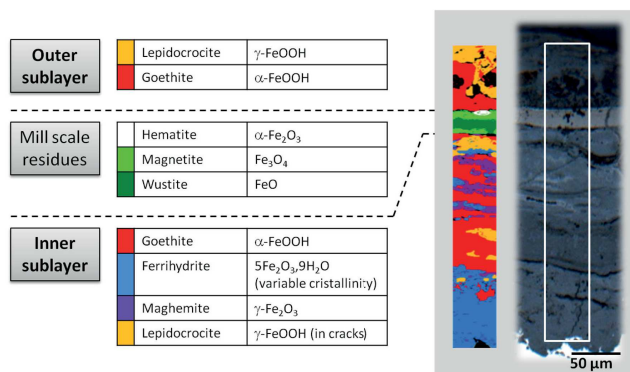 Outer
sublayer
Lepidocrocite γ-FeOOH
Goethite α-FeOOH
Mill scale
residues
Hematite α-Fe₂O₃
Magnetite Fe₃O₄
Wustite FeO
Inner
sublayer
Goethite α-FeOOH
Ferrihydrite 5Fe₂O₃,9H₂O
(variable cristallinity)
Maghemite γ-Fe₂O₃
Lepidocrocite γ-FeOOH (in cracks)
50 µm